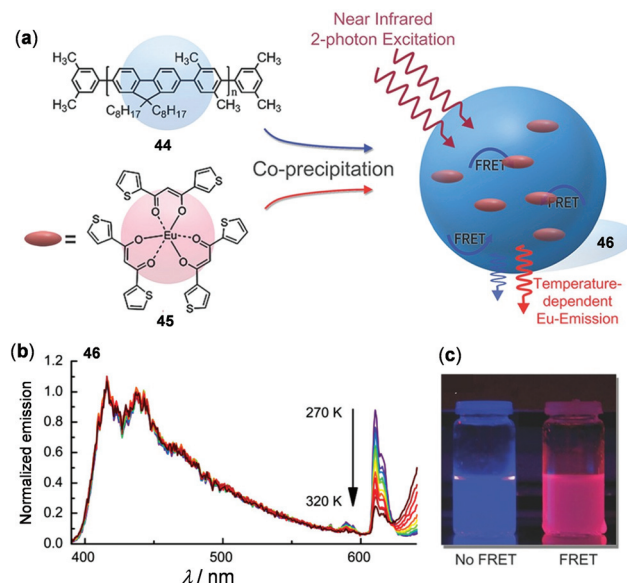 (a)
Near Infrared
2-photon Excitation
H₃C
H₃C
CH₃
CH₃
n
H₃C
C₈H₁₇ C₈H₁₇
CH₃
CH₃
44
Co-precipitation
FRET
FRET
FRET
=
S
S
O
O
S
O
Eu
O
S
O
O
S
S
45
46
Temperature-
dependent
Eu-Emission
(b)
46
Normalized emission
1.2
1.0
0.8
0.6
0.4
0.2
0.0
270 K
320 K
400
500
600
λ / nm
(c)
No FRET
FRET